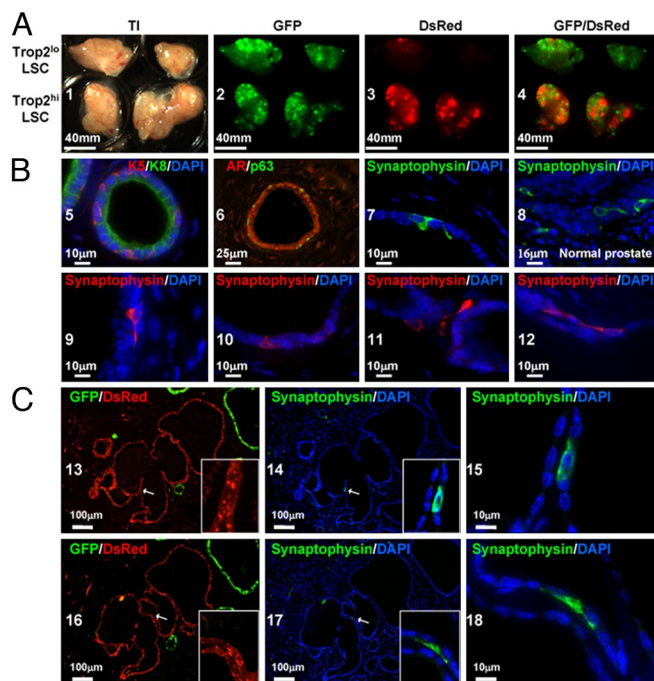 A
TI
GFP
DsRed
GFP/DsRed
Trop2lo
LSC
Trop2hi
LSC
1
2
3
4
40mm
40mm
40mm
40mm
B
K5/K8/DAPI
AR/p63
Synaptophysin/DAPI
Synaptophysin/DAPI
5
6
7
8
10μm
25μm
10μm
16μm
Normal prostate
Synaptophysin/DAPI
Synaptophysin/DAPI
Synaptophysin/DAPI
Synaptophysin/DAPI
9
10
11
12
10μm
10μm
10μm
10μm
C
GFP/DsRed
Synaptophysin/DAPI
Synaptophysin/DAPI
13
14
15
100μm
100μm
10μm
GFP/DsRed
Synaptophysin/DAPI
Synaptophysin/DAPI
16
17
18
100μm
100μm
10μm